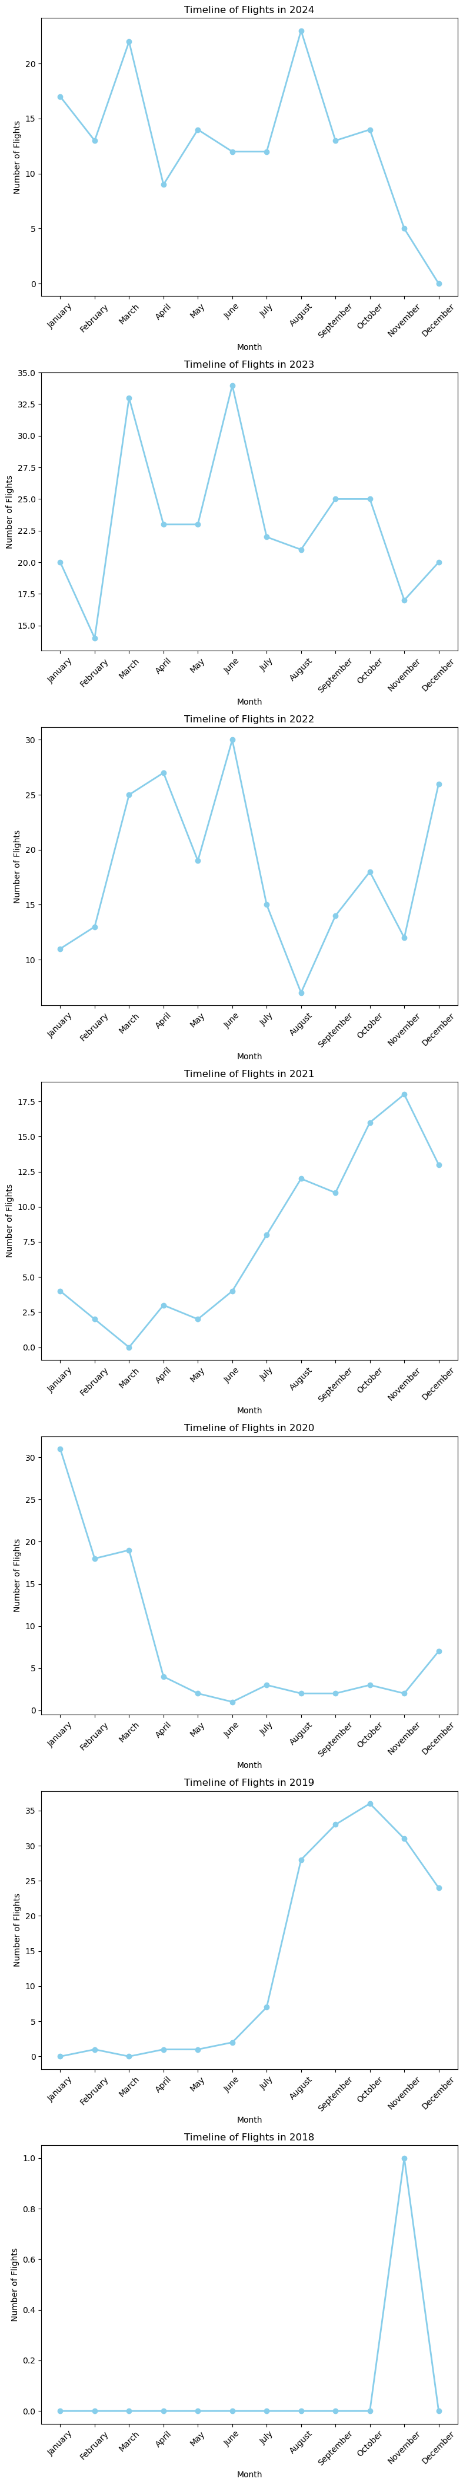 Timeline of Flights in 2024
20
15
10
5
0
Number of Flights
January February March April May June July August September October November December
Month
Timeline of Flights in 2023
35.0
32.5
30.0
27.5
25.0
22.5
20.0
17.5
15.0
Number of Flights
January February March April May June July August September October November December
Month
Timeline of Flights in 2022
30
25
20
15
10
Number of Flights
January February March April May June July August September October November December
Month
Timeline of Flights in 2021
17.5
15.0
12.5
10.0
7.5
5.0
2.5
0.0
Number of Flights
January February March April May June July August September October November December
Month
Timeline of Flights in 2020
30
25
20
15
10
5
0
Number of Flights
January February March April May June July August September October November December
Month
Timeline of Flights in 2019
35
30
25
20
15
10
5
0
Number of Flights
January February March April May June July August September October November December
Month
Timeline of Flights in 2018
1.0
0.8
0.6
0.4
0.2
0.0
Number of Flights
January February March April May June July August September October November December
Month